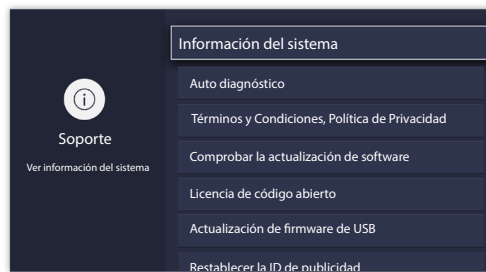 Información del sistema
Auto diagnóstico
Términos y Condiciones, Política de Privacidad
Soporte
Ver información del sistema
Comprobar la actualización de software
Licencia de código abierto
Actualización de firmware de USB
Restablecer la ID de publicidad